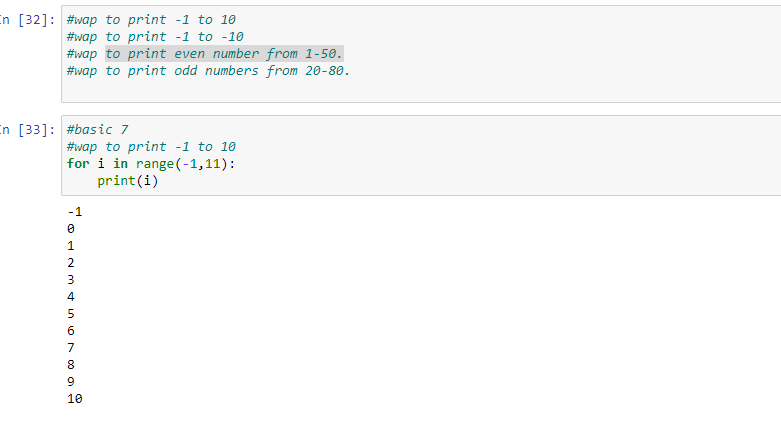 n [32]: #wap to print -1 to 10
#wap to print -1 to -10
#wap to print even number from 1-50.
#wap to print odd numbers from 20-80.
n [33]: #basic 7
#wap to print -1 to 10
for i in range(-1,11):
    print(i)
-1
0
1
2
3
4
5
6
7
8
9
10